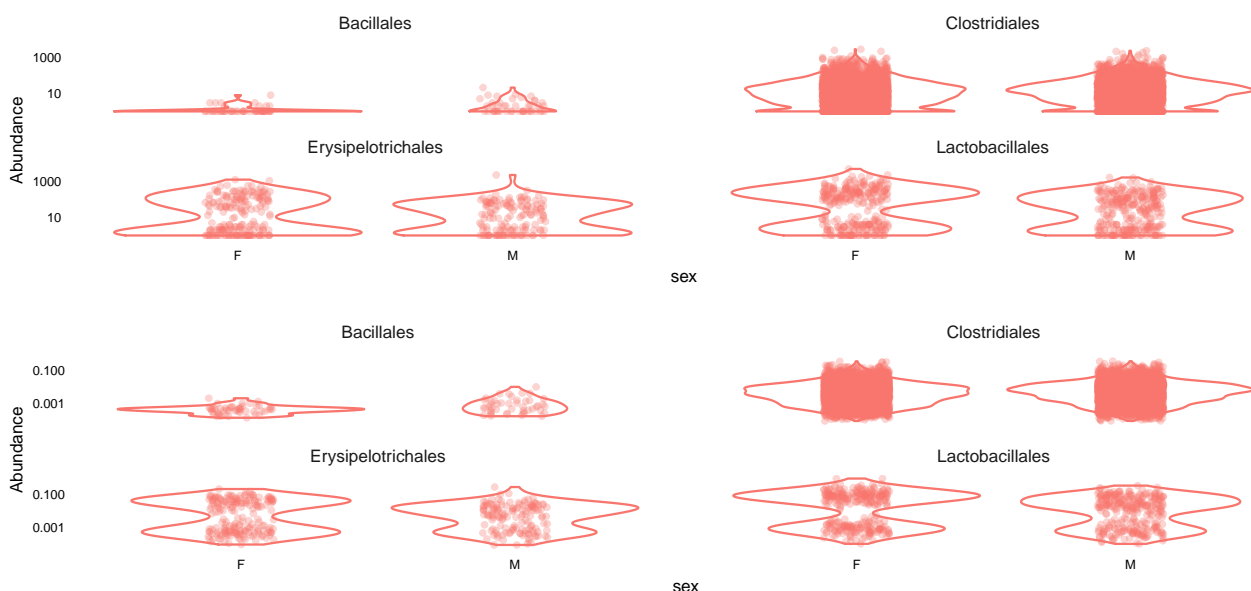 Bacillales
Clostridiales
1000
10
Erysipelotrichales
Lactobacillales
1000
10
Abundance
F
M
F
M
sex
Bacillales
Clostridiales
0.100
0.001
Erysipelotrichales
Lactobacillales
0.100
0.001
Abundance
F
M
F
M
sex